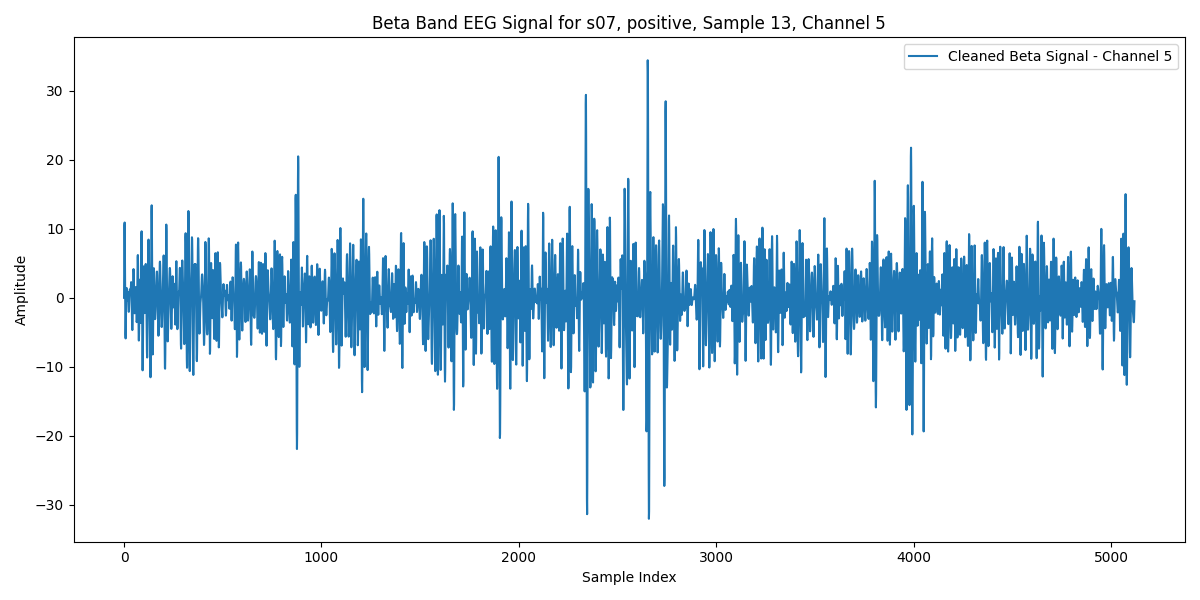 Beta Band EEG Signal for s07, positive, Sample 13, Channel 5
Cleaned Beta Signal - Channel 5
Amplitude
30
20
10
0
−10
−20
−30
0 1000 2000 3000 4000 5000
Sample Index